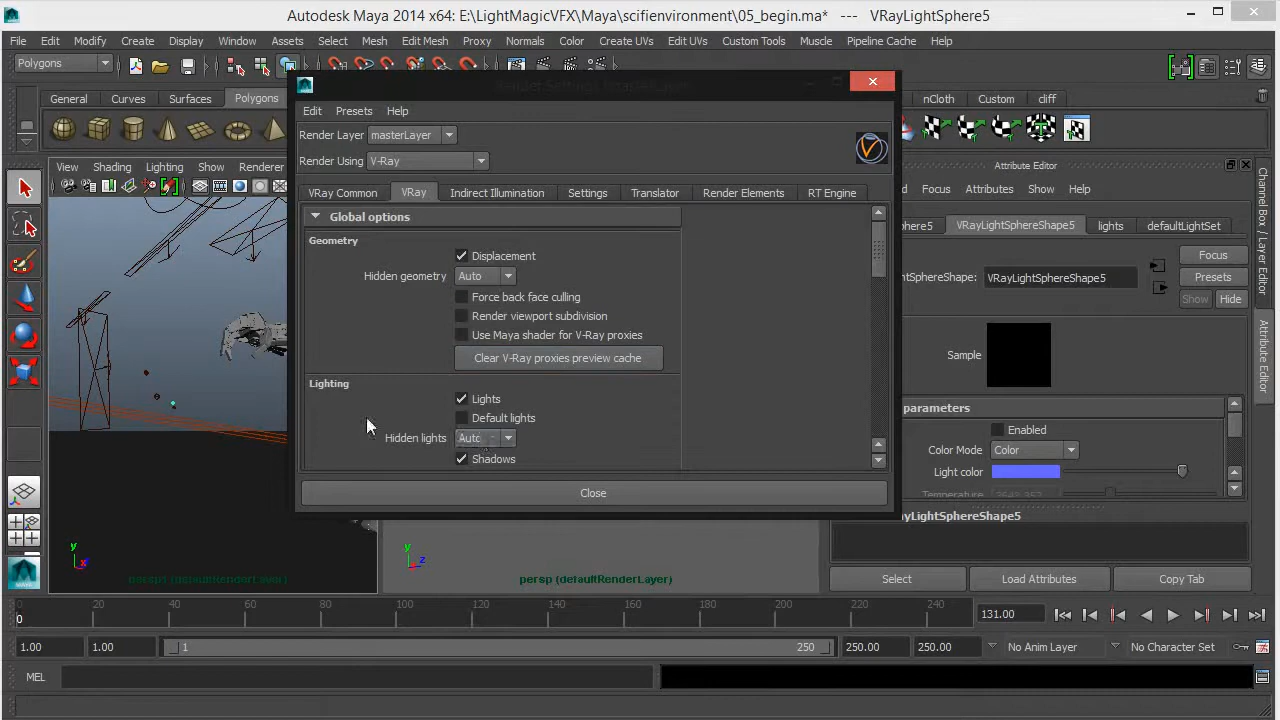 Autodesk Maya 2014 x64: E:\LightMagicVFX\Maya\scifienvironment\05_begin.ma* --- VRayLightSphere5
File Edit Modify Create Display Window Assets Select Mesh Edit Mesh Proxy Normals Color Create UVs Edit UVs Custom Tools Muscle Pipeline Cache Help
Polygons
General Curves Surfaces Polygons
nCloth Custom diff
Edit Presets Help
Render Layer masterLayer
Render Using V-Ray
VRay Common VRay Indirect Illumination Settings Translator Render Elements RT Engine
Global options
Geometry
Displacement
Hidden geometry Auto
Force back face culling
Render viewport subdivision
Use Maya shader for V-Ray proxies
Clear V-Ray proxies preview cache
Lighting
Lights
Default lights
Hidden lights Auto
Shadows
Close
View Shading Lighting Show Renderer
Attribute Editor
Focus Attributes Show Help
VRayLightSphereShape5 lights defaultLightSet
Focus
VRayLightSphereShape5
Presets
Show Hide
Sample
parameters
Enabled
Color Mode Color
Light color
Select Load Attributes Copy Tab
Channel Box / Layer Editor
Attribute Editor
y
x
y
z
persp (defaultRenderLayer)
0 20 40 60 80 100 120 140 160 180 200 220 240
0
131.00
1.00 1.00 1 250 250.00 250.00 No Anim Layer No Character Set
MEL